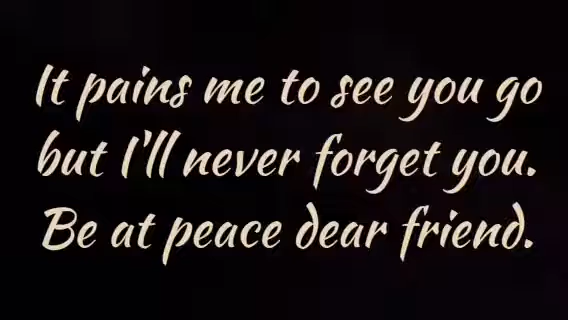 It pains me to see you go
but I'll never forget you.
Be at peace dear friend.